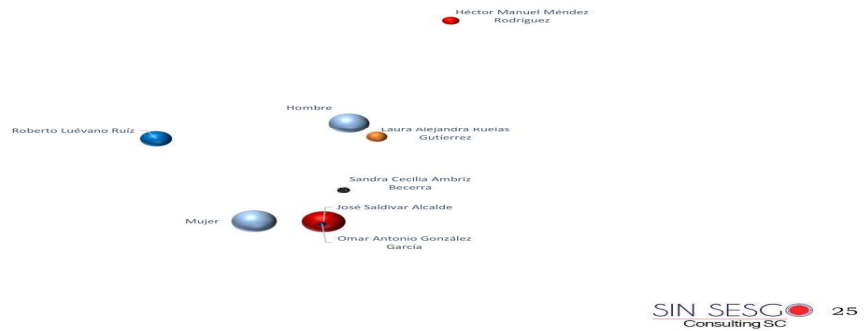 Héctor Manuel Méndez
Rodríguez
Hombre
Roberto Luévano Ruíz
Laura Alejandra Ruelas
Gutíerrez
Sandra Cecilia Ambriz
Becerra
José Saldivar Alcalde
Mujer
Omar Antonio González
García
SIN SESGO
Consulting SC
25